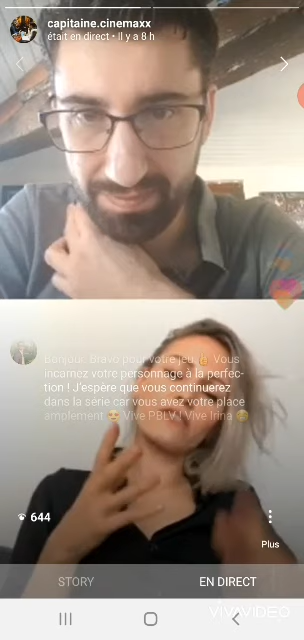 capitaine.cinemaxx
était en direct • Il y a 8 h
Bonjour Bravo pour votre jeu 👏 Vous
incarnez votre personnage à la perfec-
tion ! J'espère que vous continuerez
dans la série car vous avez votre place
amplement 😍 Vive PBLV ! Vive Irina 😊
644
Plus
STORY
EN DIRECT
VIVAVIDEO